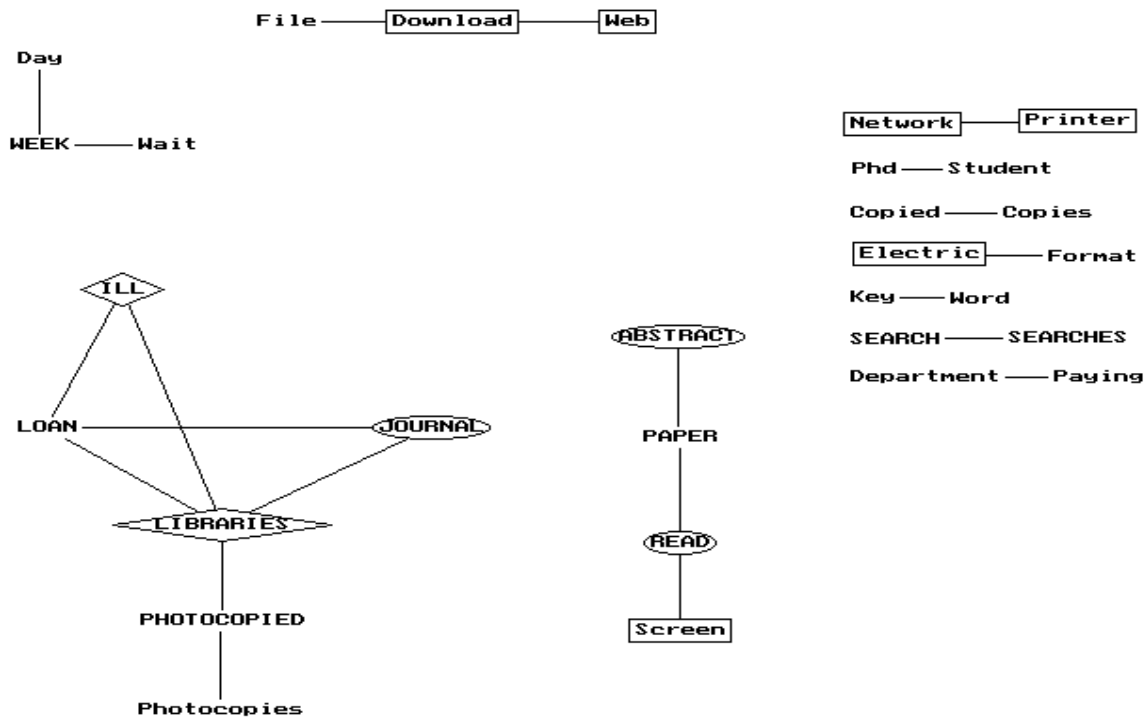 File Download Web
Day
WEEK Wait
Network Printer
Phd Student
Copied Copies
Electric Format
Key Word
SEARCH SEARCHES
Department Paying
ILL
LOAN JOURNAL
LIBRARIES
PHOTOCOPIED
Photocopies
ABSTRACT
PAPER
READ
Screen